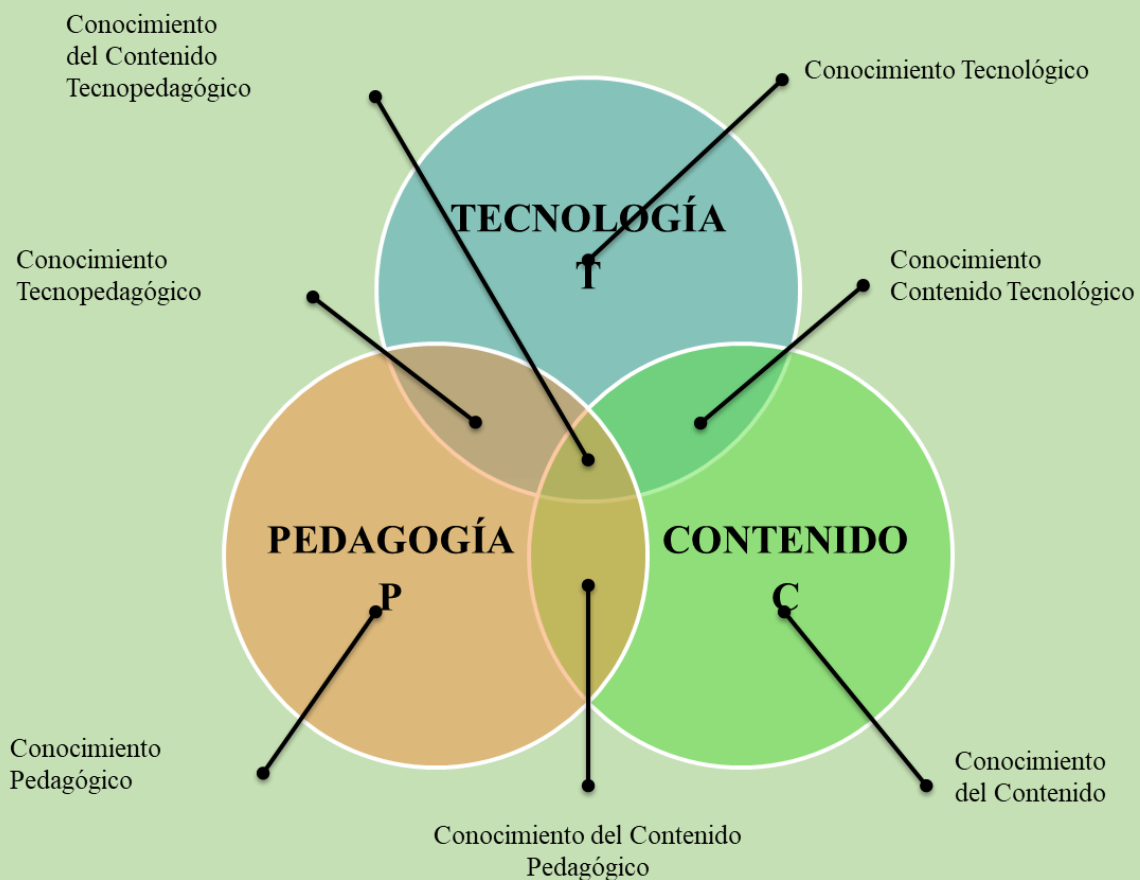 Conocimiento
del Contenido
Tecnopedagógico
Conocimiento Tecnológico
TECNOLOGÍA
T
Conocimiento
Tecnopedagógico
Conocimiento
Contenido Tecnológico
PEDAGOGÍA
P
CONTENIDO
C
Conocimiento
Pedagógico
Conocimiento
del Contenido
Conocimiento del Contenido
Pedagógico